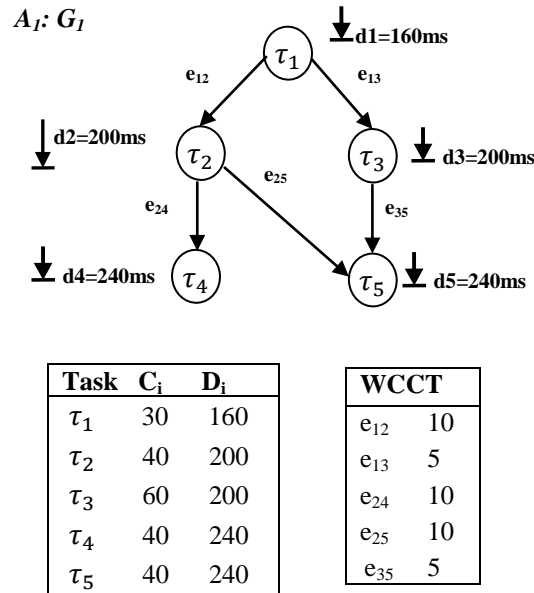 A₁: G₁
d1=160ms
τ₁
e₁₂
e₁₃
d2=200ms
τ₂
e₂₅
τ₃
d3=200ms
e₂₄
e₃₅
d4=240ms
τ₄
τ₅
d5=240ms
Task Cᵢ Dᵢ
τ₁ 30 160
τ₂ 40 200
τ₃ 60 200
τ₄ 40 240
τ₅ 40 240
WCCT
e₁₂ 10
e₁₃ 5
e₂₄ 10
e₂₅ 10
e₃₅ 5